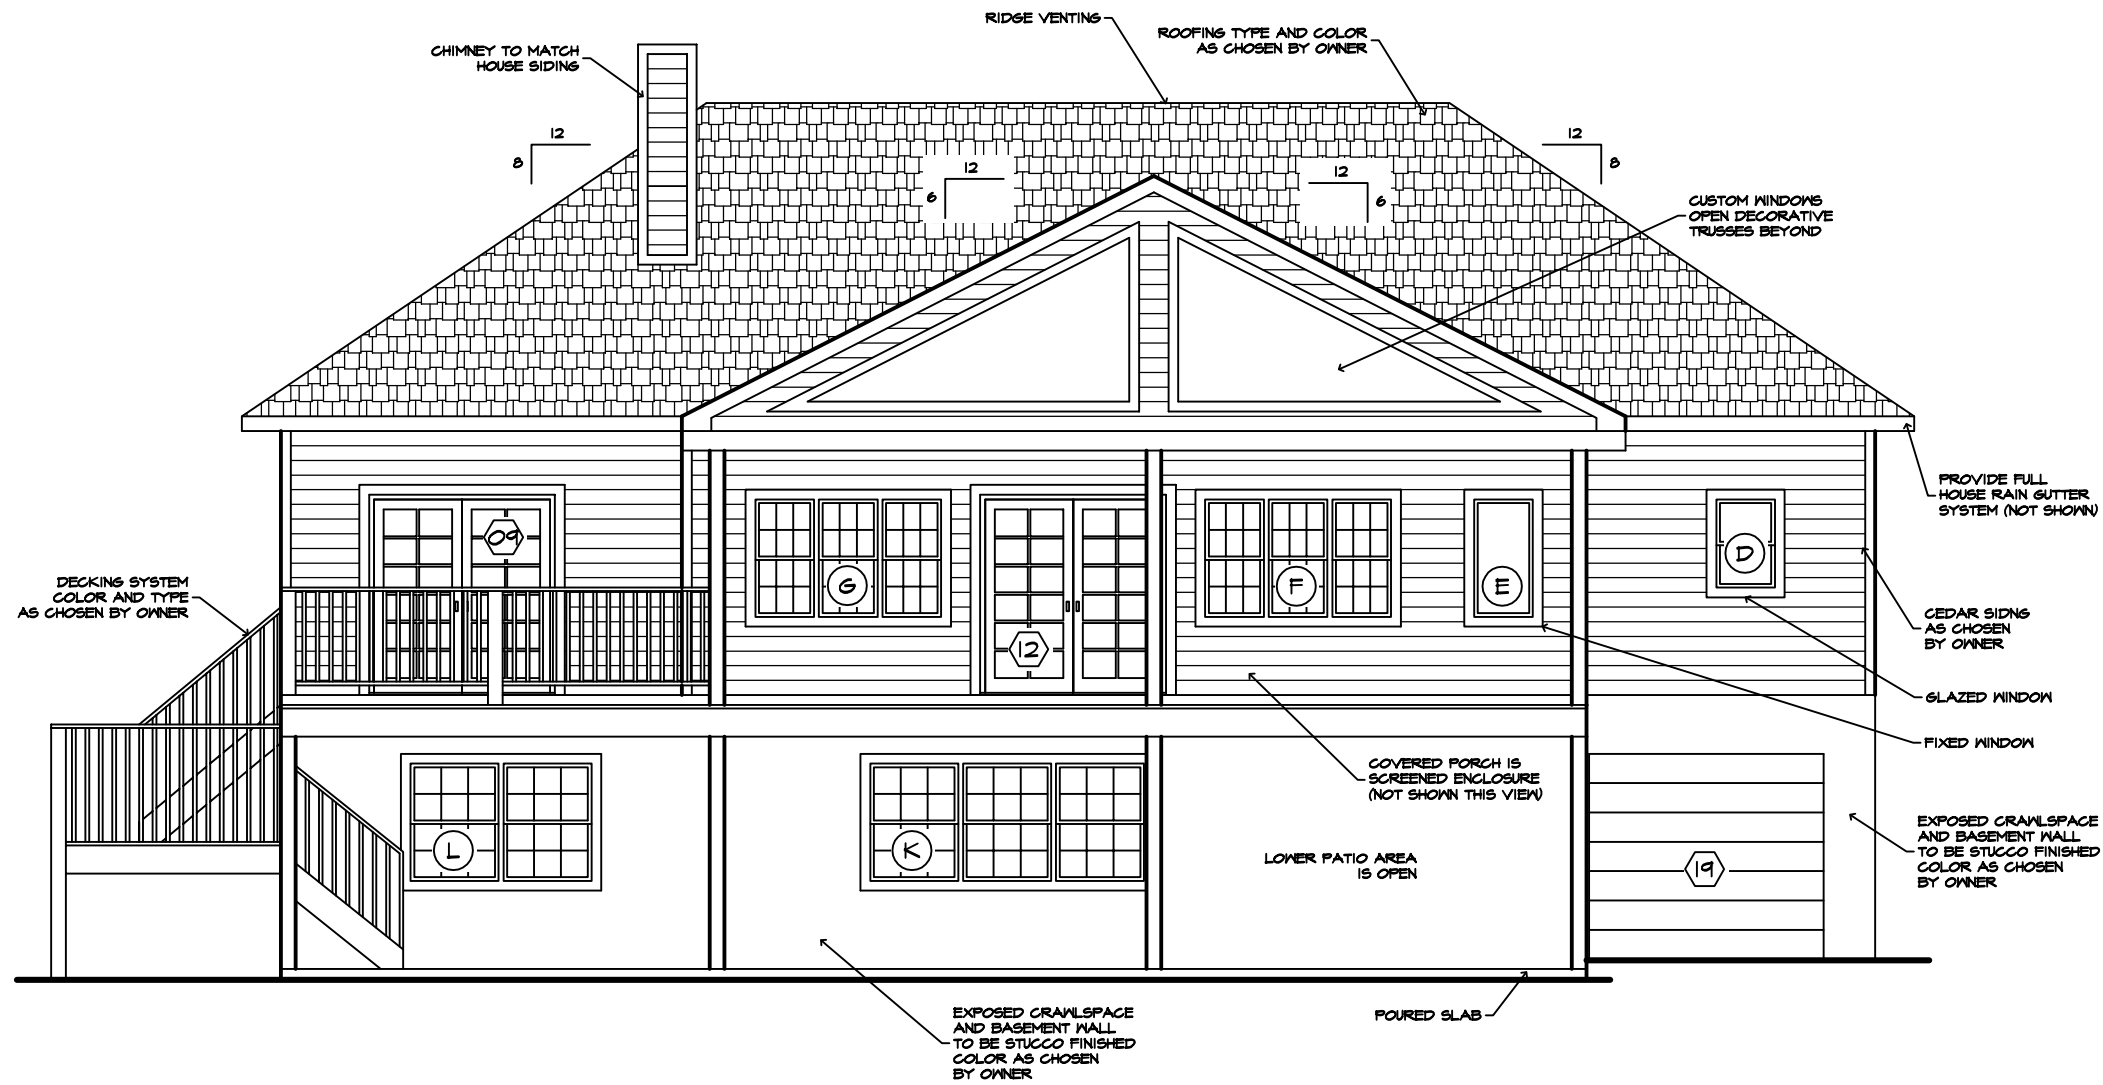 RIDGE VENTING
ROOFING TYPE AND COLOR
AS CHOSEN BY OWNER
CHIMNEY TO MATCH
HOUSE SIDING
12
8
12
6
12
6
12
8
CUSTOM WINDOWS
OPEN DECORATIVE
TRUSSES BEYOND
PROVIDE FULL
HOUSE RAIN GUTTER
SYSTEM (NOT SHOWN)
09
G
F
E
D
12
DECKING SYSTEM
COLOR AND TYPE
AS CHOSEN BY OWNER
CEDAR SIDNG
AS CHOSEN
BY OWNER
GLAZED WINDOW
FIXED WINDOW
COVERED PORCH IS
SCREENED ENCLOSURE
(NOT SHOWN THIS VIEW)
L
K
LOWER PATIO AREA
IS OPEN
19
EXPOSED CRAWLSPACE
AND BASEMENT WALL
TO BE STUCCO FINISHED
COLOR AS CHOSEN
BY OWNER
EXPOSED CRAWLSPACE
AND BASEMENT WALL
TO BE STUCCO FINISHED
COLOR AS CHOSEN
BY OWNER
POURED SLAB